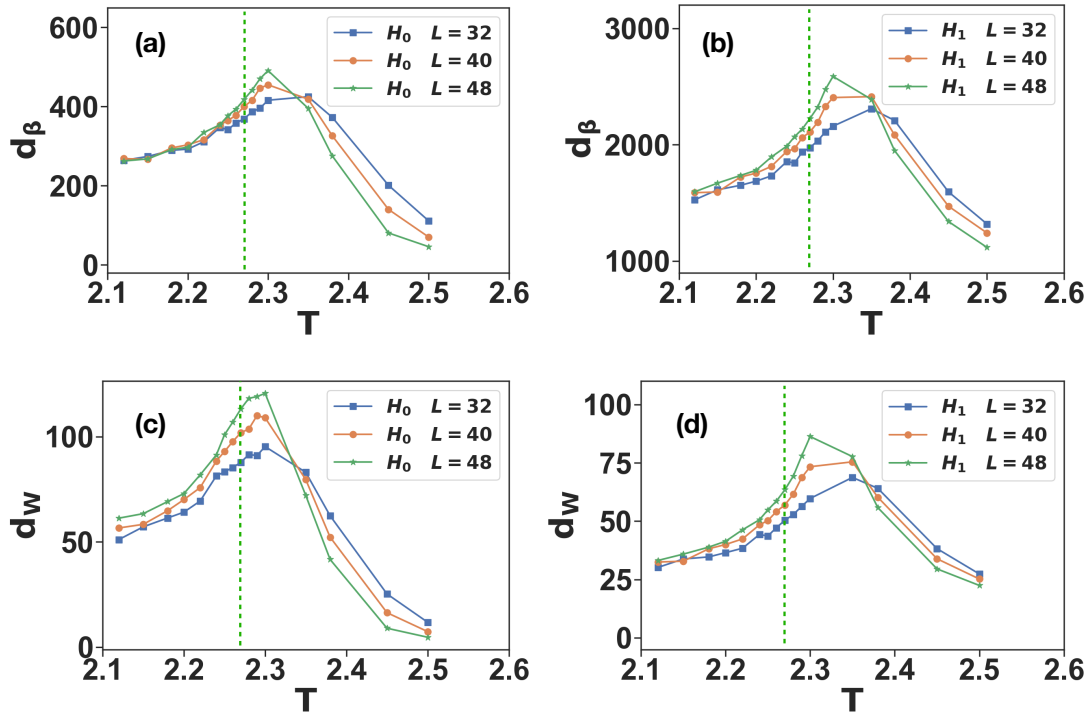 (a)
H₀ L = 32
H₀ L = 40
H₀ L = 48
600
400
200
0
dβ
2.1 2.2 2.3 2.4 2.5 2.6
T
(b)
H₁ L = 32
H₁ L = 40
H₁ L = 48
3000
2000
1000
dβ
2.1 2.2 2.3 2.4 2.5 2.6
T
(c)
H₀ L = 32
H₀ L = 40
H₀ L = 48
100
50
0
dW
2.1 2.2 2.3 2.4 2.5 2.6
T
(d)
H₁ L = 32
H₁ L = 40
H₁ L = 48
100
75
50
25
0
dW
2.1 2.2 2.3 2.4 2.5 2.6
T